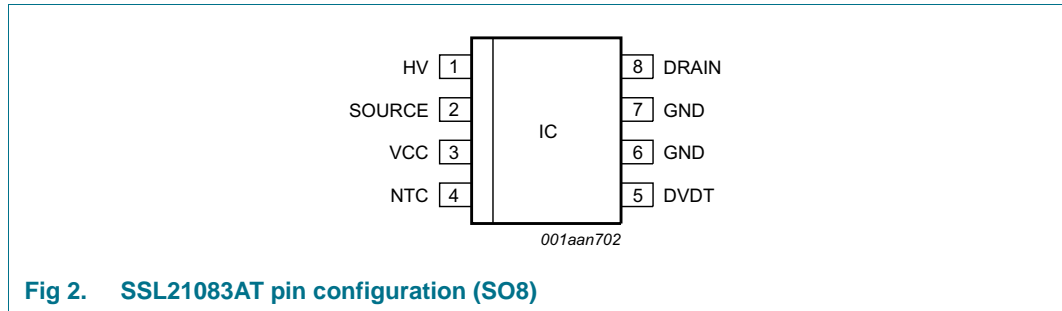 HV 1 8 DRAIN
SOURCE 2 7 GND
IC
VCC 3 6 GND
NTC 4 5 DVDT
001aan702
Fig 2. SSL21083AT pin configuration (SO8)